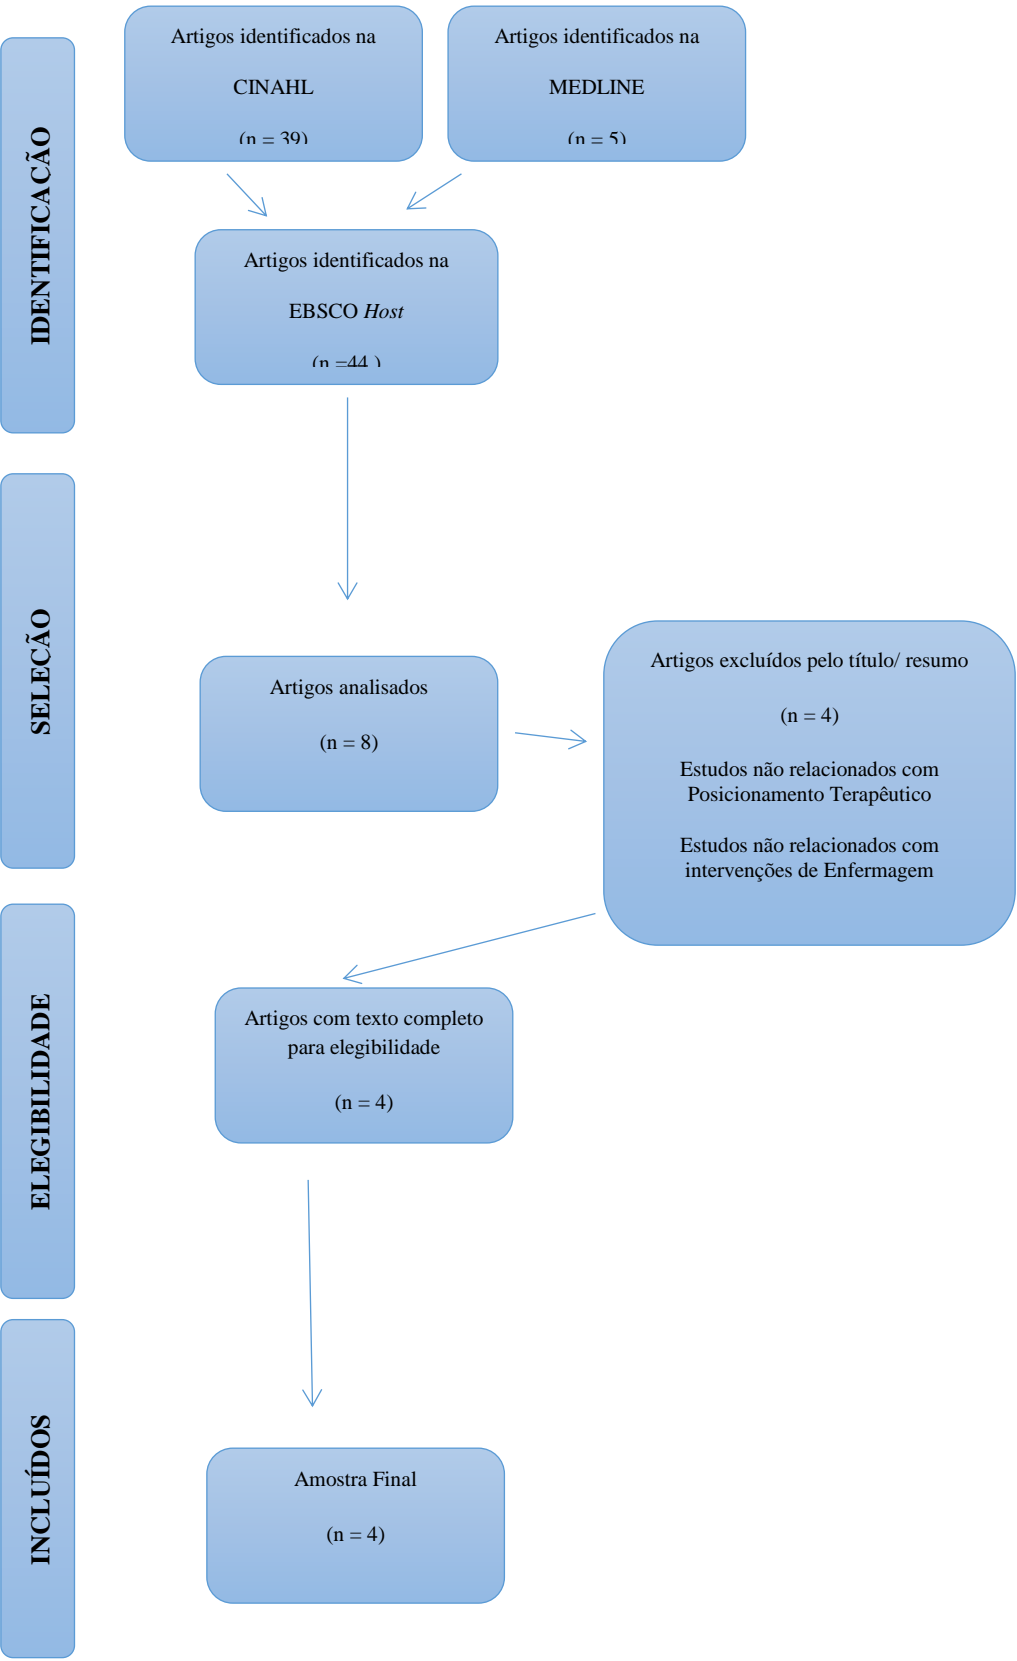 IDENTIFICAÇÃO
Artigos identificados na
CINAHL
(n = 39)
Artigos identificados na
MEDLINE
(n = 5)
Artigos identificados na
EBSCO Host
(n =44 )
SELEÇÃO
Artigos analisados
(n = 8)
Artigos excluídos pelo título/ resumo
(n = 4)
Estudos não relacionados com
Posicionamento Terapêutico
Estudos não relacionados com
intervenções de Enfermagem
ELEGIBILIDADE
Artigos com texto completo
para elegibilidade
(n = 4)
INCLUÍDOS
Amostra Final
(n = 4)